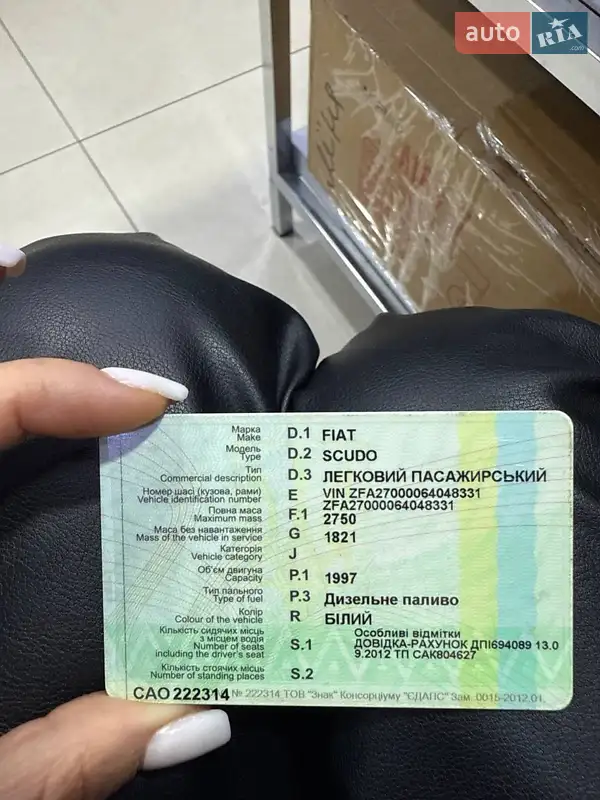 auto RIA .com
Марка
Make D.1 FIAT
Модель
Type D.2 SCUDO
Тип
Commercial description D.3 ЛЕГКОВИЙ ПАСАЖИРСЬКИЙ
Номер шасі (кузова, рами)
Vehicle identification number E VIN ZFA27000064048331
ZFA27000064048331
Повна маса
Maximum mass F.1 2750
Маса без навантаження
Mass of the vehicle in service G 1821
Категорія
Vehicle category J
Об'єм двигуна
Capacity P.1 1997
Тип пального
Type of fuel P.3 Дизельне паливо
Колір
Colour of the vehicle R БІЛИЙ
Кількість сидячих місць
з місцем водія
Number of seats
including the driver's seat S.1
Особливі відмітки
ДОВІДКА-РАХУНОК ДПІ694089 13.0
9.2012 ТП САК804627
Кількість стоячих місць
Number of standing places S.2
САО 222314 № 222314 ТОВ "Знак" Консорціуму "ЄДАПС" Зам. 0015-2012.01.